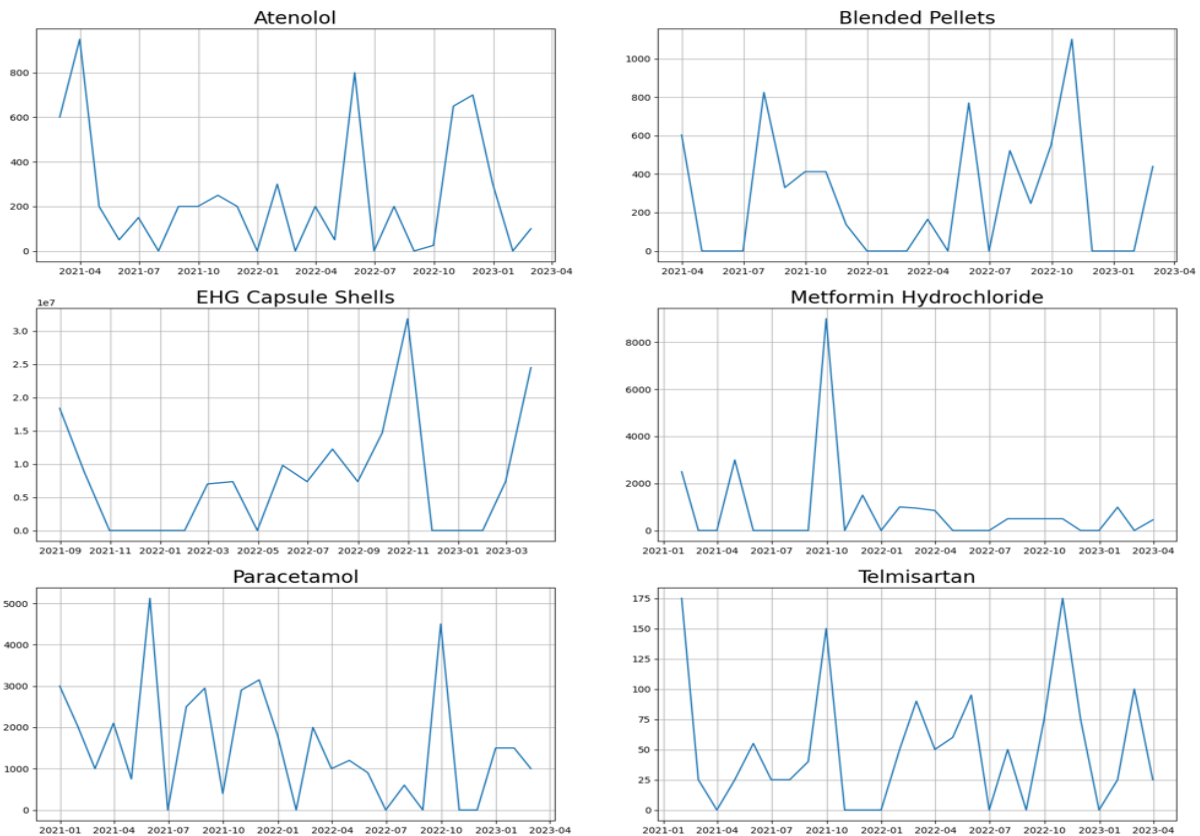 Atenolol
800
600
400
200
0
2021-04 2021-07 2021-10 2022-01 2022-04 2022-07 2022-10 2023-01 2023-04
Blended Pellets
1000
800
600
400
200
0
2021-04 2021-07 2021-10 2022-01 2022-04 2022-07 2022-10 2023-01 2023-04
EHG Capsule Shells
1e7
3.0
2.5
2.0
1.5
1.0
0.5
0.0
2021-09 2021-11 2022-01 2022-03 2022-05 2022-07 2022-09 2022-11 2023-01 2023-03
Metformin Hydrochloride
8000
6000
4000
2000
0
2021-01 2021-04 2021-07 2021-10 2022-01 2022-04 2022-07 2022-10 2023-01 2023-04
Paracetamol
5000
4000
3000
2000
1000
0
2021-01 2021-04 2021-07 2021-10 2022-01 2022-04 2022-07 2022-10 2023-01 2023-04
Telmisartan
175
150
125
100
75
50
25
0
2021-01 2021-04 2021-07 2021-10 2022-01 2022-04 2022-07 2022-10 2023-01 2023-04